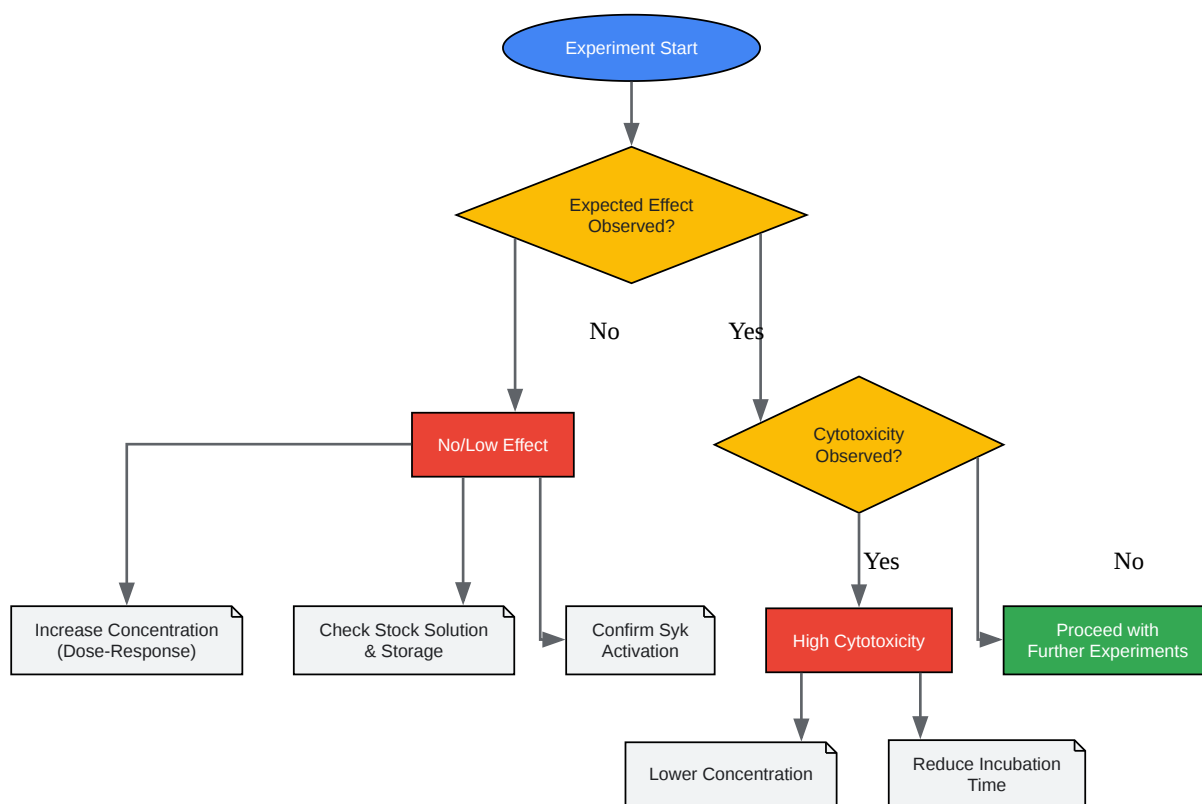 Experiment Start
Expected Effect
Observed?
No
Yes
Cytotoxicity
Observed?
No/Low Effect
Yes
No
Increase Concentration
(Dose-Response)
Check Stock Solution
& Storage
Confirm Syk
Activation
High Cytotoxicity
Proceed with
Further Experiments
Lower Concentration
Reduce Incubation
Time